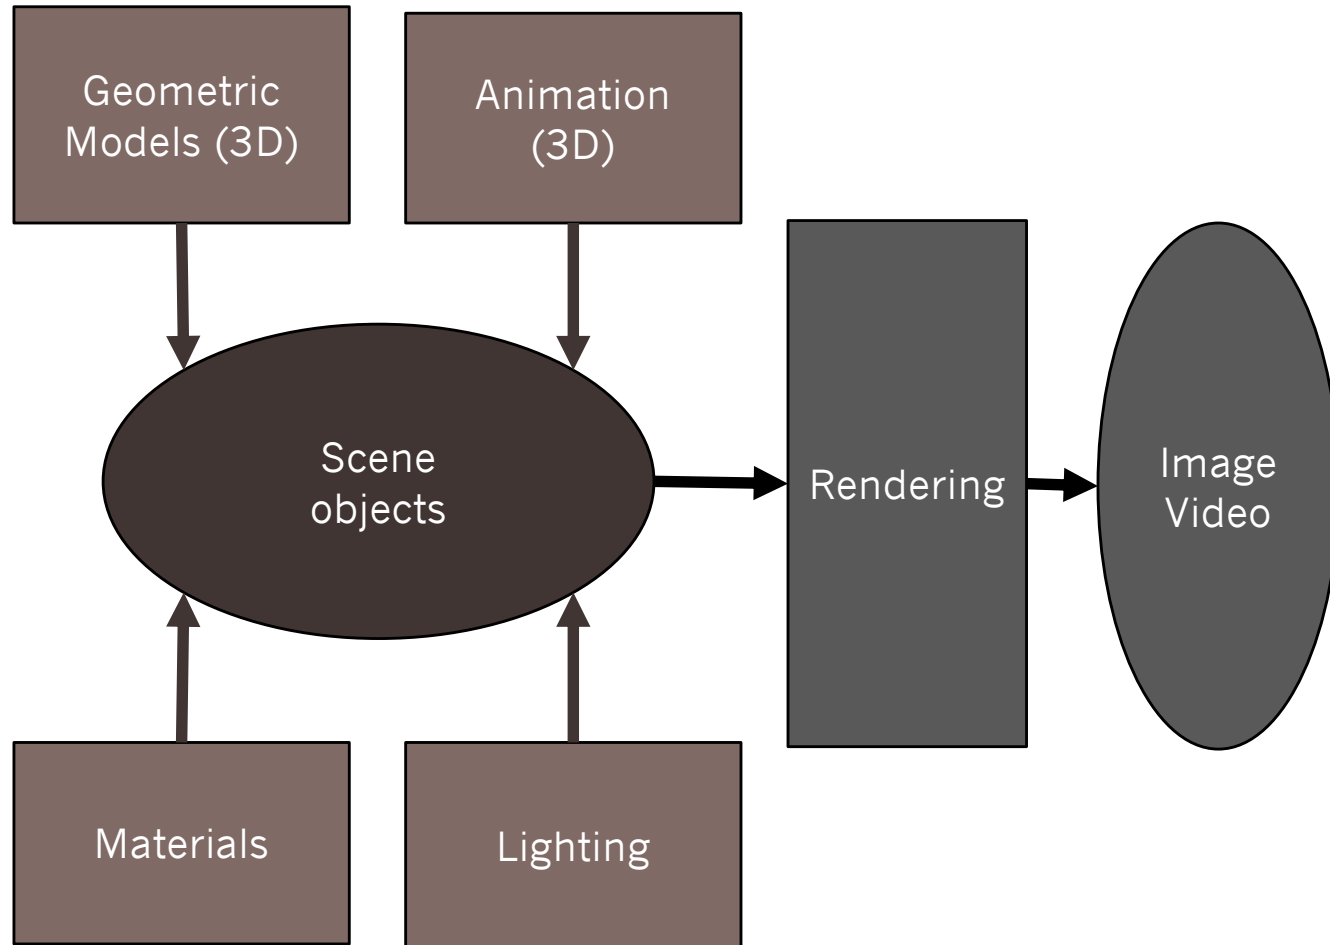 Geometric
Models (3D)
Animation
(3D)
Scene
objects
Rendering
Image
Video
Materials
Lighting